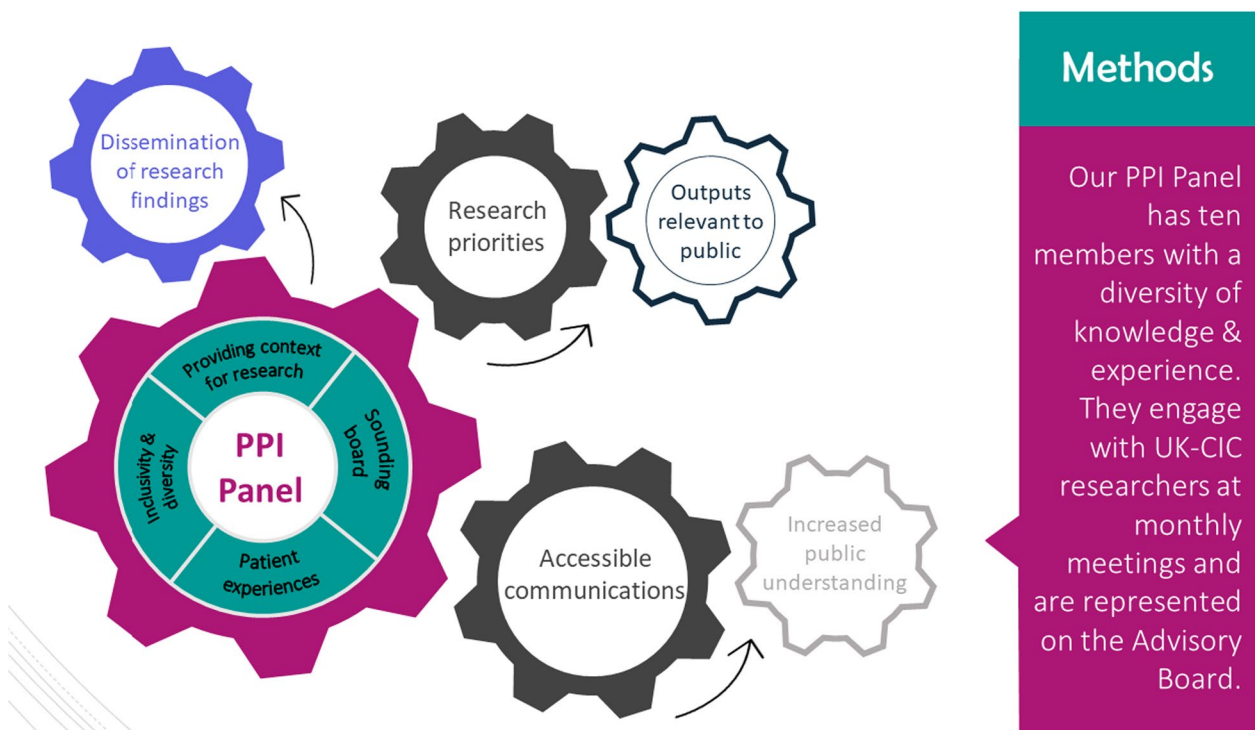 Dissemination
of research
findings
Research
priorities
Outputs
relevant to
public
Providing context
for research
Sounding
board
Patient
experiences
Inclusivity &
diversity
PPI
Panel
Accessible
communications
Increased
public
understanding
Methods
Our PPI Panel
has ten
members with a
diversity of
knowledge &
experience.
They engage
with UK-CIC
researchers at
monthly
meetings and
are represented
on the Advisory
Board.